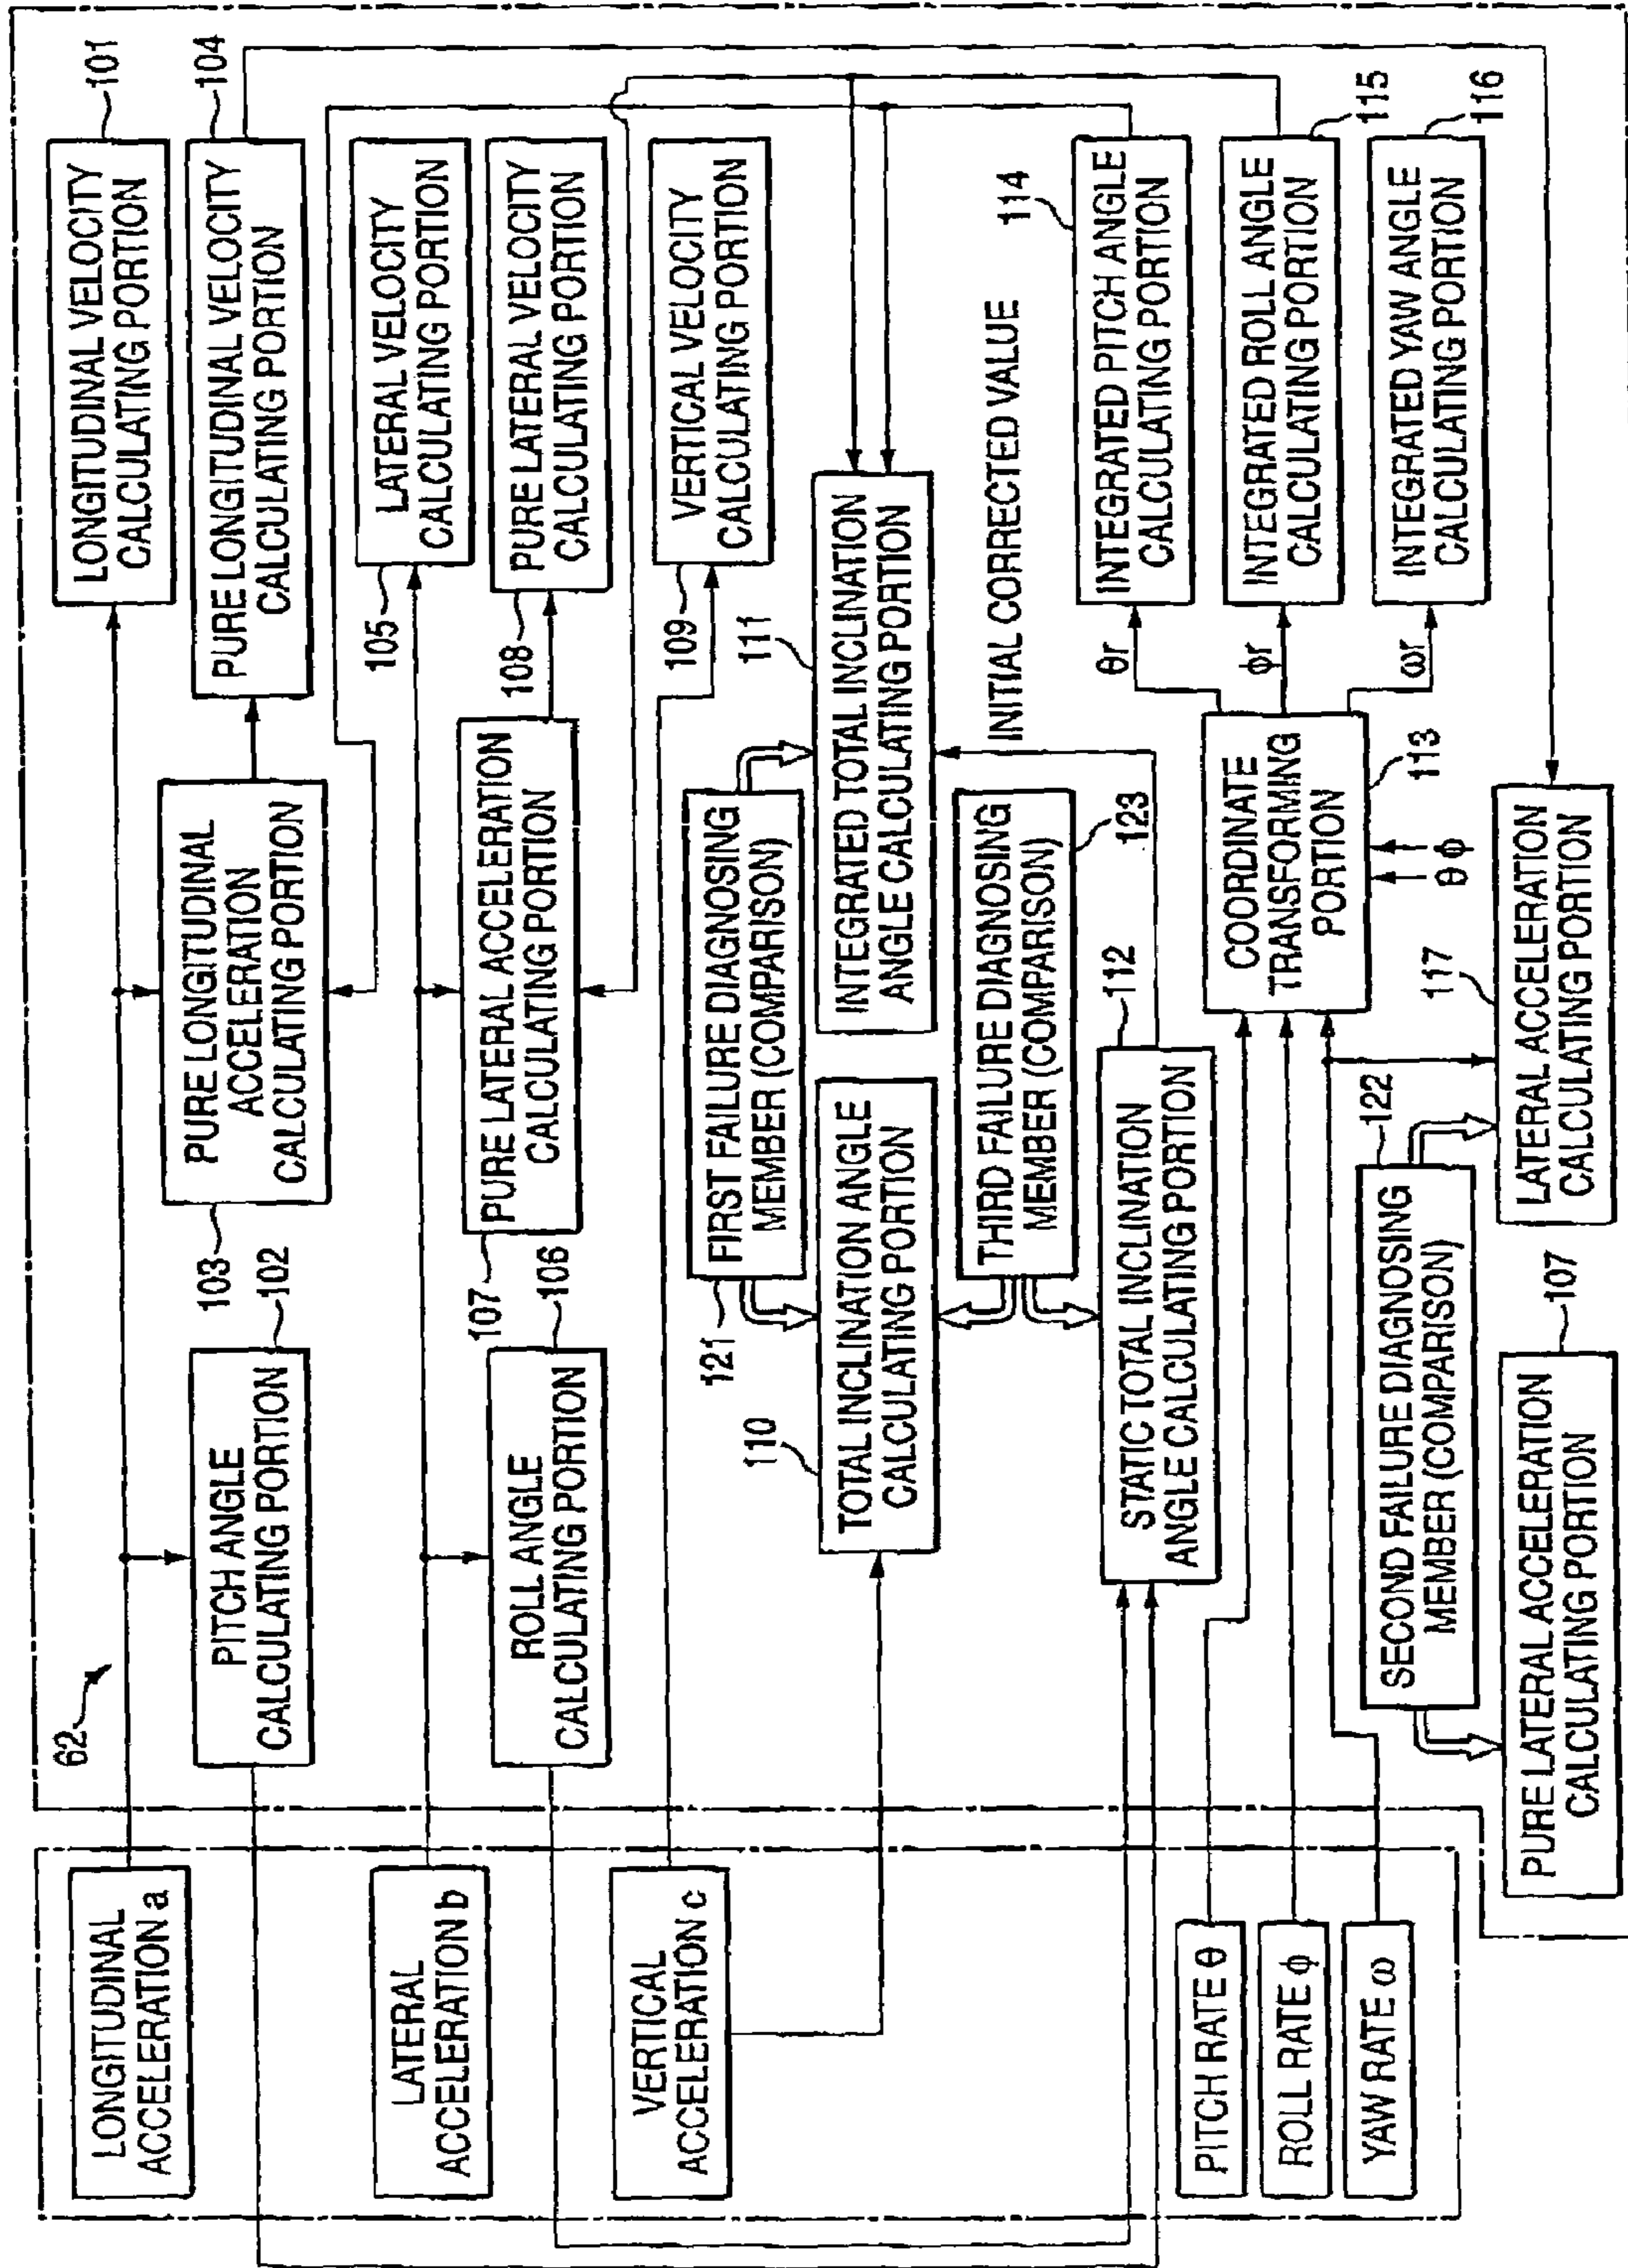 62
LONGITUDINAL
ACCELERATION a
LATERAL
ACCELERATION b
VERTICAL
ACCELERATION c
PITCH RATE θ
ROLL RATE ϕ
YAW RATE ω
PITCH ANGLE
CALCULATING PORTION
102
ROLL ANGLE
CALCULATING PORTION
106
PURE LONGITUDINAL
ACCELERATION
CALCULATING PORTION
103
PURE LATERAL ACCELERATION
CALCULATING PORTION
107
LONGITUDINAL VELOCITY
CALCULATING PORTION
101
PURE LONGITUDINAL VELOCITY
CALCULATING PORTION
104
LATERAL VELOCITY
CALCULATING PORTION
105
PURE LATERAL VELOCITY
CALCULATING PORTION
108
VERTICAL VELOCITY
CALCULATING PORTION
109
FIRST FAILURE DIAGNOSING
MEMBER (COMPARISON)
121
TOTAL INCLINATION ANGLE
CALCULATING PORTION
110
INTEGRATED TOTAL INCLINATION
ANGLE CALCULATING PORTION
111
THIRD FAILURE DIAGNOSING
MEMBER (COMPARISON)
123
INITIAL CORRECTED VALUE
STATIC TOTAL INCLINATION
ANGLE CALCULATING PORTION
112
COORDINATE
TRANSFORMING
PORTION
113
θ ϕ
θr
ϕr
ωr
INTEGRATED PITCH ANGLE
CALCULATING PORTION
114
INTEGRATED ROLL ANGLE
CALCULATING PORTION
115
INTEGRATED YAW ANGLE
CALCULATING PORTION
116
SECOND FAILURE DIAGNOSING
MEMBER (COMPARISON)
122
PURE LATERAL ACCELERATION
CALCULATING PORTION
107
LATERAL ACCELERATION
CALCULATING PORTION
117